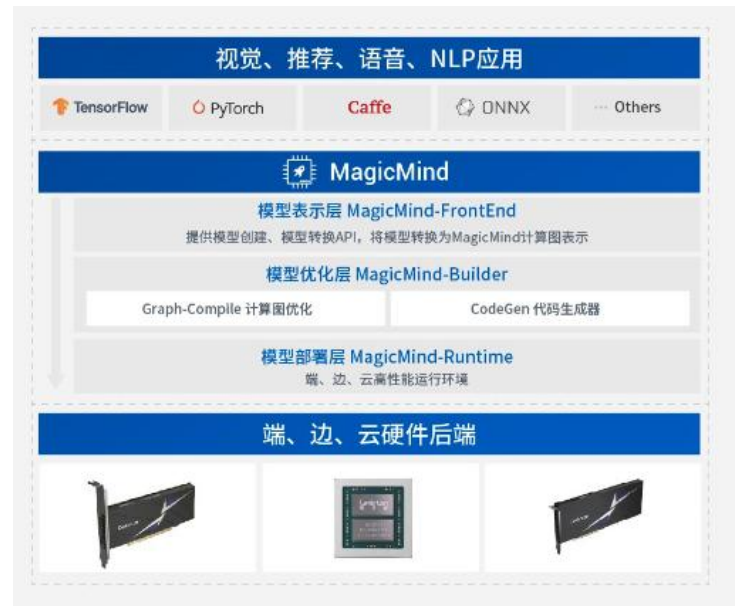 视觉、推荐、语音、NLP应用
TensorFlow
PyTorch
Caffe
ONNX
··· Others
MagicMind
模型表示层 MagicMind-FrontEnd
提供模型创建、模型转换API，将模型转换为MagicMind计算图表示
模型优化层 MagicMind-Builder
Graph-Compile 计算图优化
CodeGen 代码生成器
模型部署层 MagicMind-Runtime
端、边、云高性能运行环境
端、边、云硬件后端